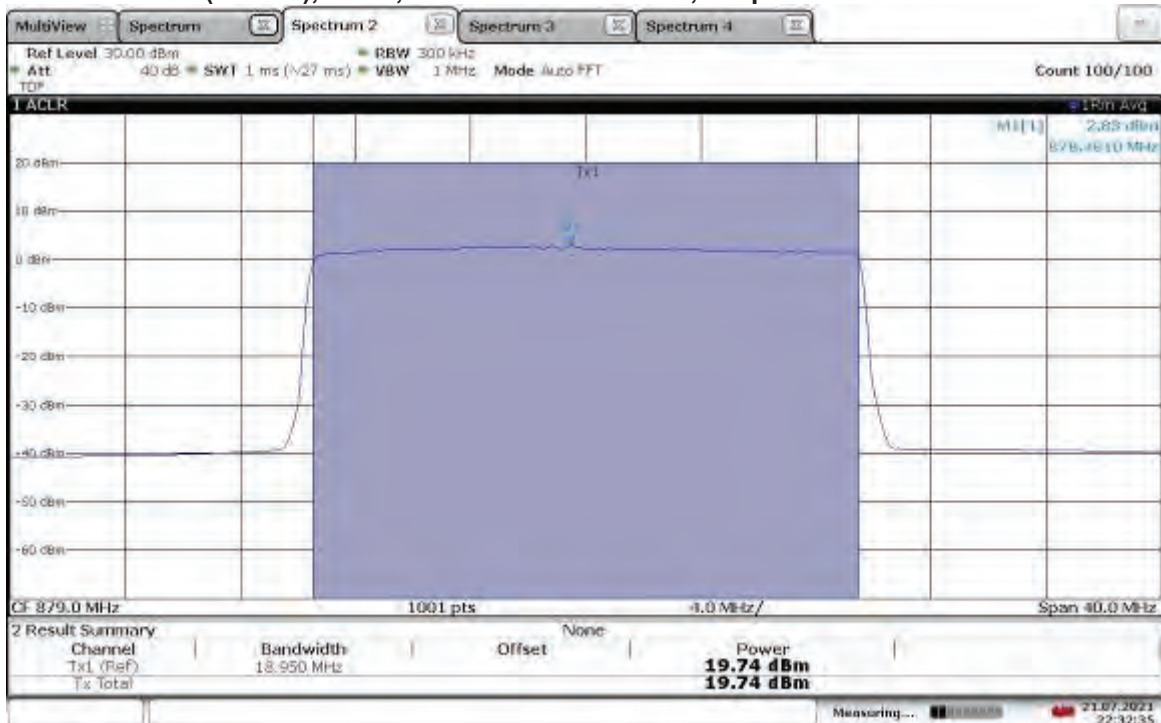 MultiView Spectrum Spectrum 2 Spectrum 3 Spectrum 4
Ref Level 30.00 dBm RBW 300 kHz
Att 40 dB SWT 1 ms (~27 ms) VBW 1 MHz Mode Auto FFT Count 100/100
TDF
1 ACLR 1Rm Avg
M1[1] 2.83 dBm
878.4810 MHz
20 dBm
Tx1
10 dBm
0 dBm
-10 dBm
-20 dBm
-30 dBm
-40 dBm
-50 dBm
-60 dBm
CF 879.0 MHz 1001 pts 4.0 MHz/ Span 40.0 MHz
2 Result Summary None
Channel Bandwidth Offset Power
Tx1 (Ref) 18.950 MHz 19.74 dBm
Tx Total 19.74 dBm
Measuring... 21.07.2021
22:32:35